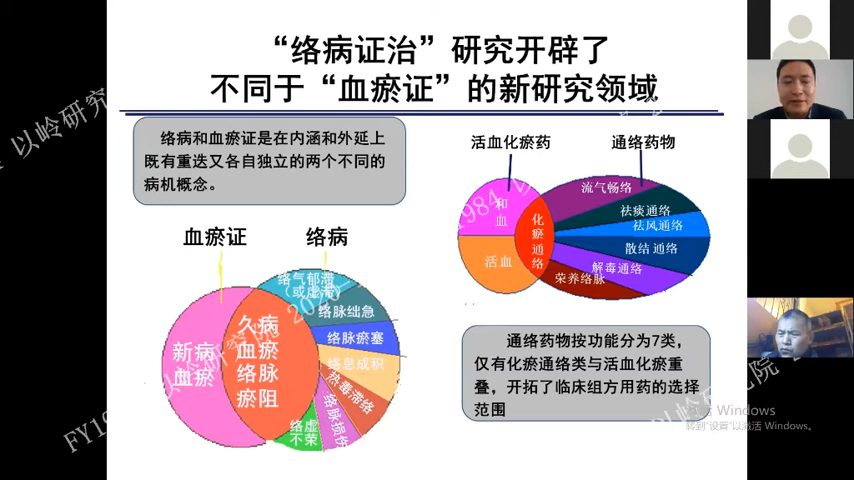 “络病证治”研究开辟了
不同于“血瘀证”的新研究领域
络病和血瘀证是在内涵和外延上
既有重迭又各自独立的两个不同的
病机概念。
血瘀证
络病
新病
血瘀
久病
血瘀
络脉
瘀阻
络气郁滞
(或虚滞)
络脉绌急
络脉瘀塞
络息成积
热毒滞络
络脉损伤
络虚
不荣
活血化瘀药
通络药物
和
血
活血
化
瘀
通
络
流气畅络
祛痰通络
祛风通络
散结通络
解毒通络
荣养络脉
通络药物按功能分为7类,
仅有化瘀通络类与活血化瘀重
叠，开拓了临床组方用药的选择
范围
Windows
转到"设置"以激活 Windows。
以岭研究
以岭研究院